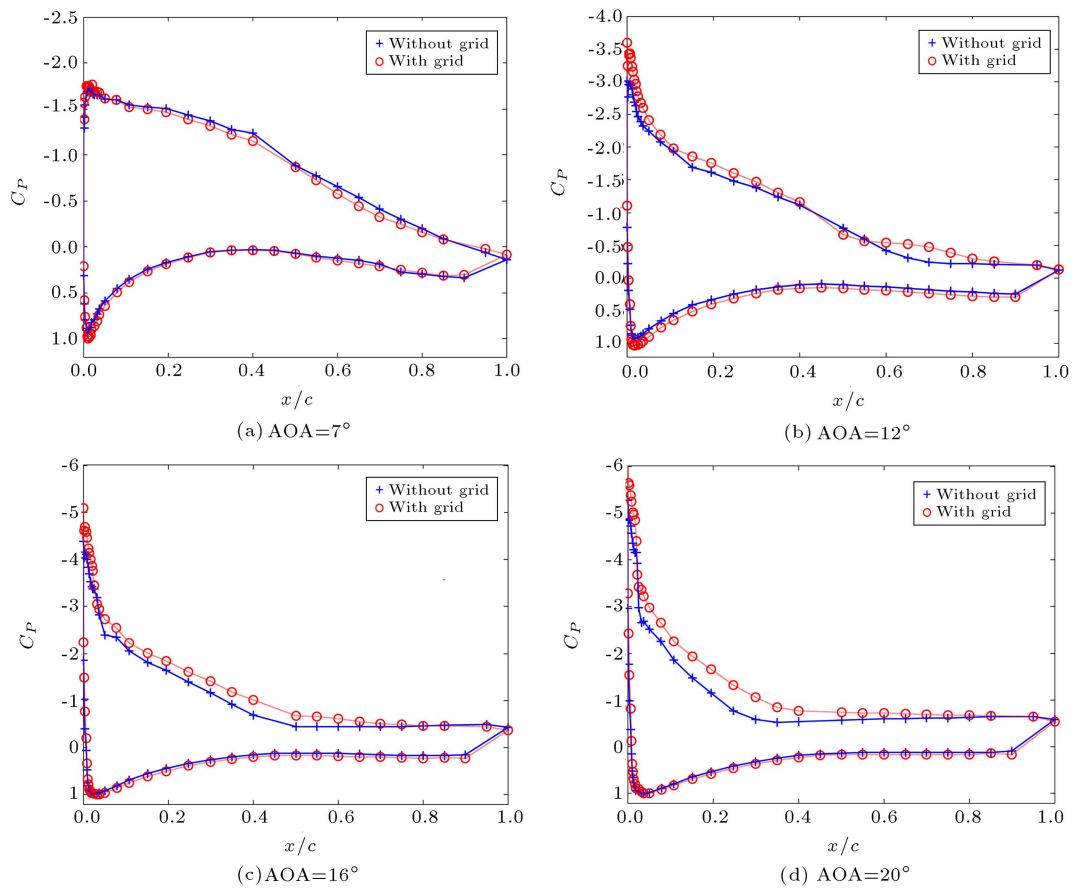 -2.5
-2.0
-1.5
-1.0
-0.5
0.0
0.5
1.0
C_P
Without grid
With grid
0.0 0.2 0.4 0.6 0.8 1.0
x/c
(a) AOA=7°
-4.0
-3.5
-3.0
-2.5
-2.0
-1.5
-1.0
-0.5
0.0
0.5
1.0
C_P
Without grid
With grid
0.0 0.2 0.4 0.6 0.8 1.0
x/c
(b) AOA=12°
-6
-5
-4
-3
-2
-1
0
1
C_P
Without grid
With grid
0.0 0.2 0.4 0.6 0.8 1.0
x/c
(c) AOA=16°
-6
-5
-4
-3
-2
-1
0
1
C_P
Without grid
With grid
0.0 0.2 0.4 0.6 0.8 1.0
x/c
(d) AOA=20°